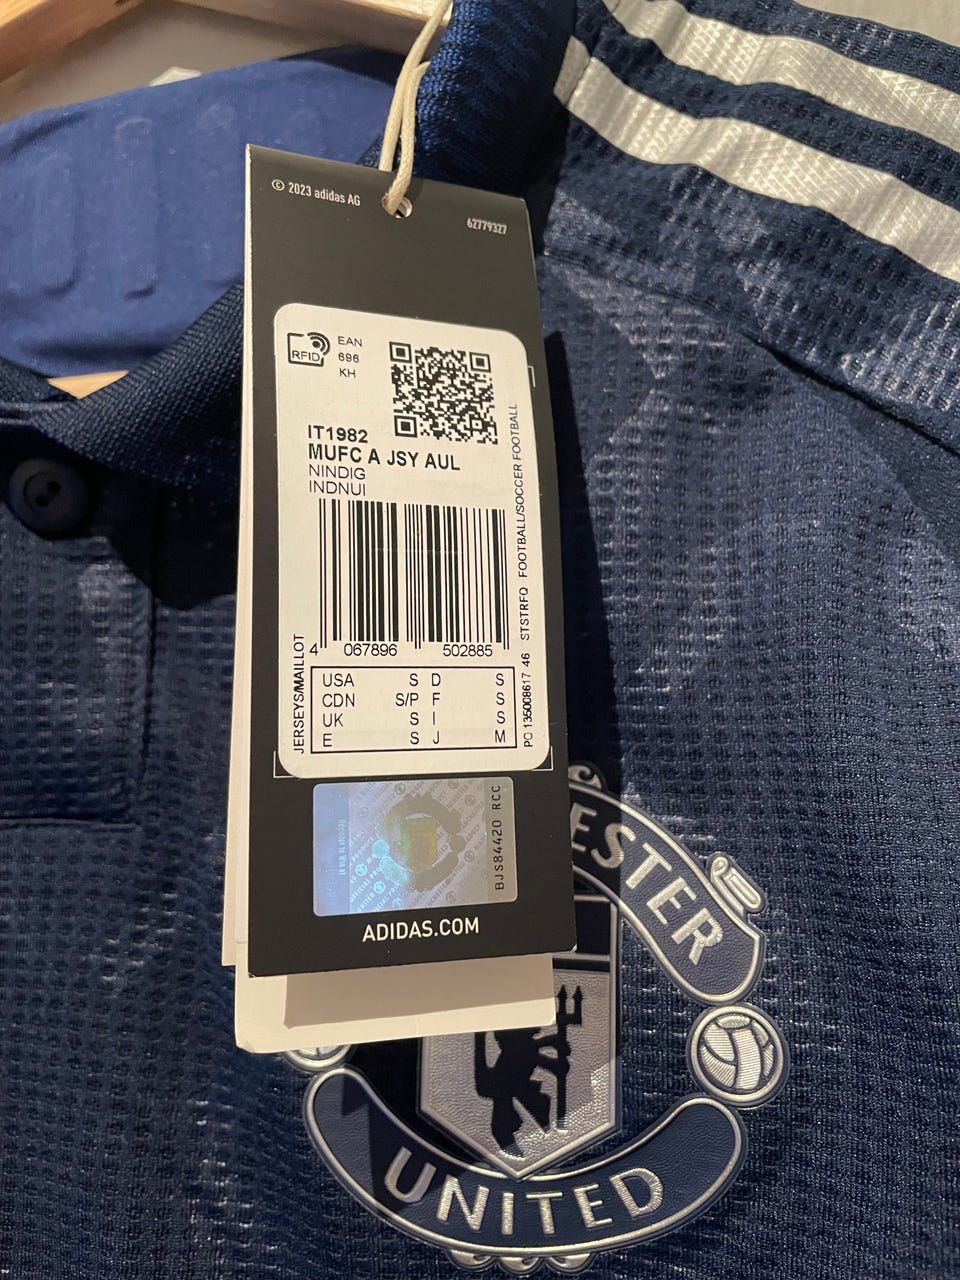 © 2023 adidas AG
62779327
RFID
EAN
696
KH
IT1982
MUFC A JSY AUL
NINDIG
INDNUI
4 067896 502885
JERSEYS/MAILLOT
PO 135008617 46 STSTRFO FOOTBALL/SOCCER FOOTBALL
USA S D S
CDN S/P F S
UK S I S
E S J M
BJS84420 RCC
ADIDAS.COM
ESTER
UNITED